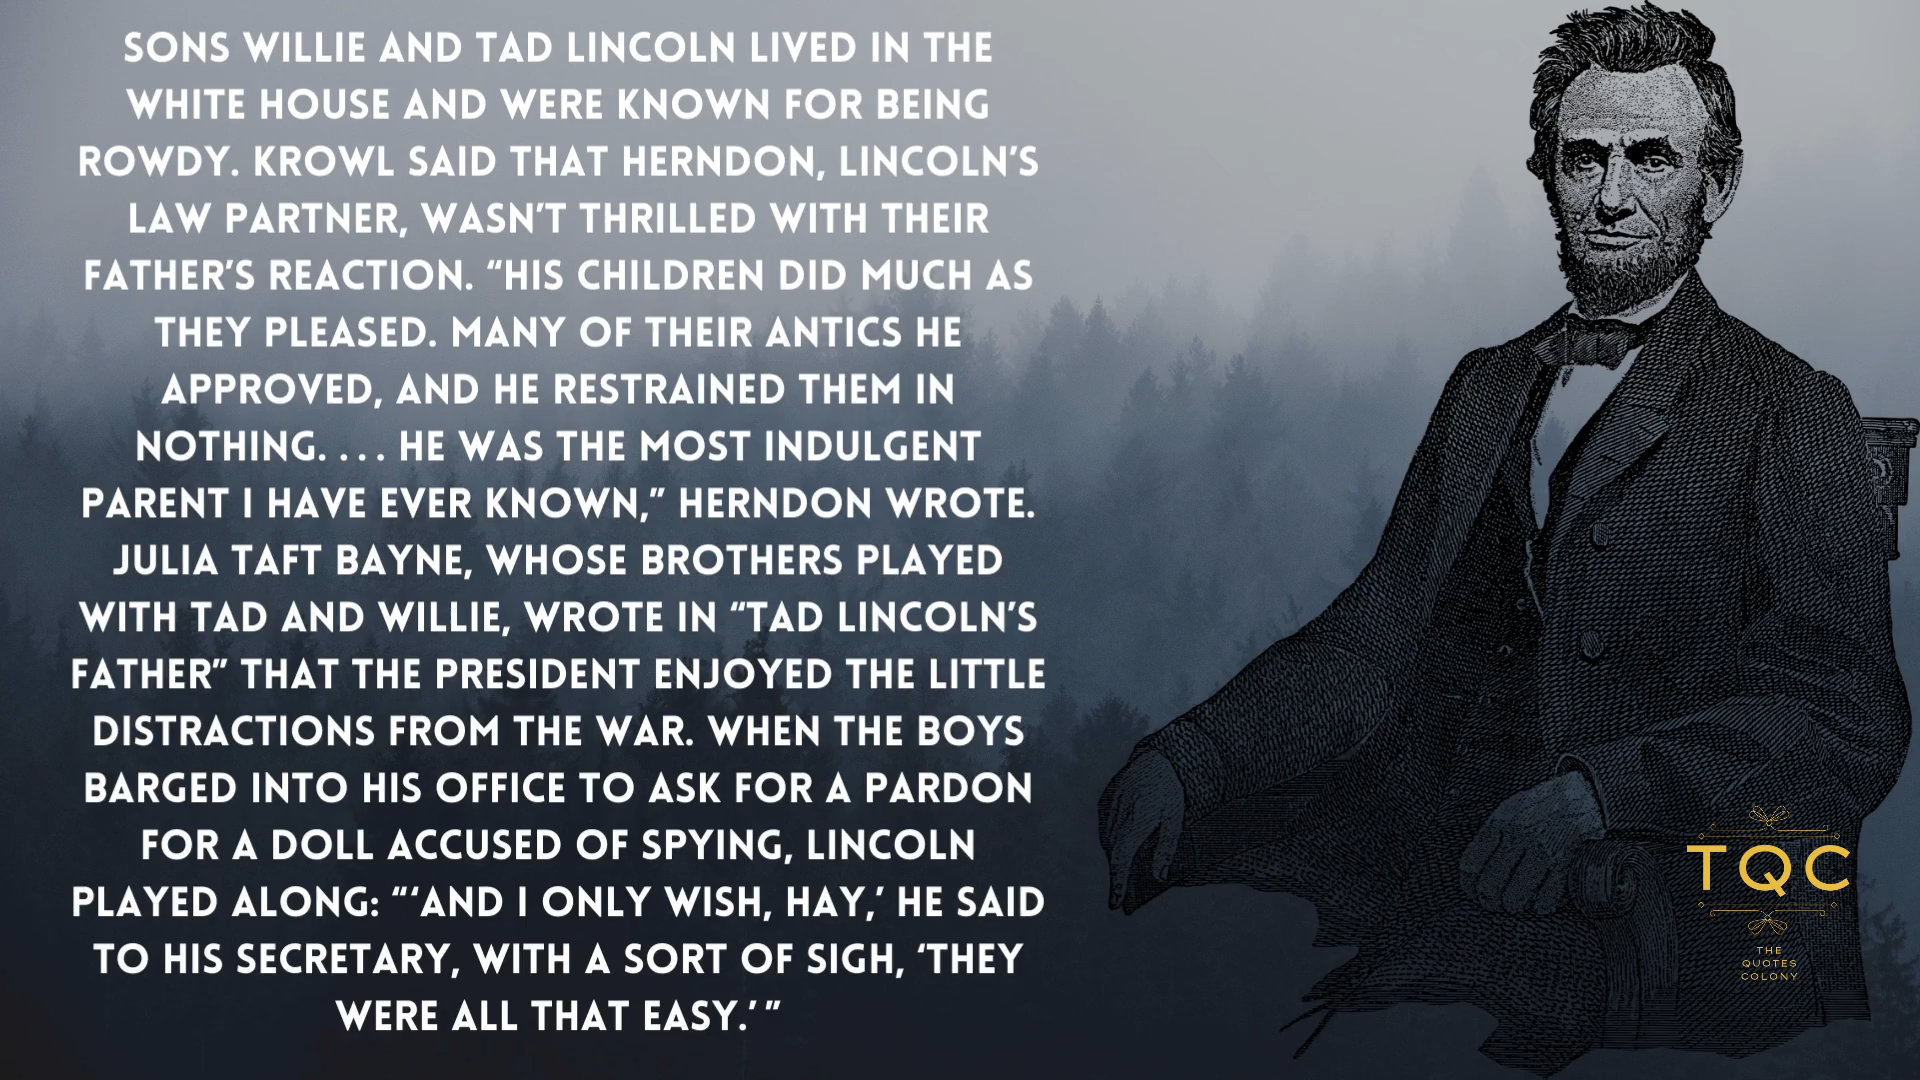 SONS WILLIE AND TAD LINCOLN LIVED IN THE
WHITE HOUSE AND WERE KNOWN FOR BEING
ROWDY. KROWL SAID THAT HERNDON, LINCOLN’S
LAW PARTNER, WASN’T THRILLED WITH THEIR
FATHER’S REACTION. “HIS CHILDREN DID MUCH AS
THEY PLEASED. MANY OF THEIR ANTICS HE
APPROVED, AND HE RESTRAINED THEM IN
NOTHING. . . . HE WAS THE MOST INDULGENT
PARENT I HAVE EVER KNOWN,” HERNDON WROTE.
JULIA TAFT BAYNE, WHOSE BROTHERS PLAYED
WITH TAD AND WILLIE, WROTE IN “TAD LINCOLN’S
FATHER” THAT THE PRESIDENT ENJOYED THE LITTLE
DISTRACTIONS FROM THE WAR. WHEN THE BOYS
BARGED INTO HIS OFFICE TO ASK FOR A PARDON
FOR A DOLL ACCUSED OF SPYING, LINCOLN
PLAYED ALONG: “‘AND I ONLY WISH, HAY,’ HE SAID
TO HIS SECRETARY, WITH A SORT OF SIGH, ‘THEY
WERE ALL THAT EASY.’ ”
TQC
THE
QUOTES
COLONY